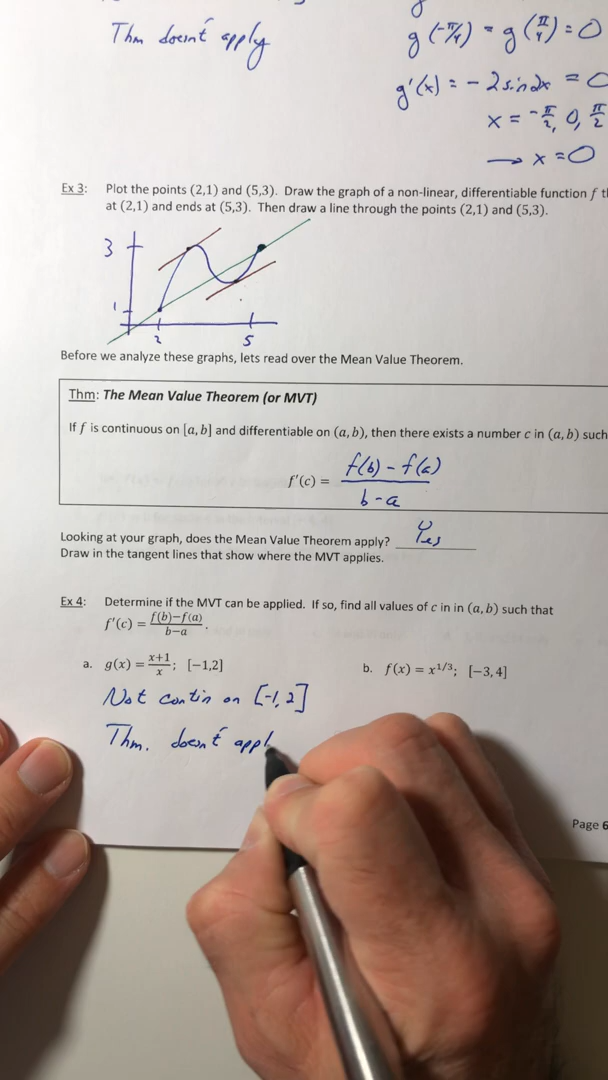 Thm doesn't apply
g(-π/4) = g(π/4) = 0
g'(x) = -2sin2x = 0
x = -π/2, 0, π/2
→ x = 0
Ex 3: Plot the points (2,1) and (5,3). Draw the graph of a non-linear, differentiable function f th
at (2,1) and ends at (5,3). Then draw a line through the points (2,1) and (5,3).
3
1
2 5
Before we analyze these graphs, lets read over the Mean Value Theorem.
Thm: The Mean Value Theorem (or MVT)
If f is continuous on [a, b] and differentiable on (a, b), then there exists a number c in (a, b) such
f'(c) = f(b) - f(a) / b-a
Looking at your graph, does the Mean Value Theorem apply? Yes
Draw in the tangent lines that show where the MVT applies.
Ex 4: Determine if the MVT can be applied. If so, find all values of c in in (a, b) such that
f'(c) = f(b)−f(a) / b−a.
a. g(x) = x+1 / x; [-1,2]
b. f(x) = x^1/3; [-3,4]
Not contin on [-1,2]
Thm. doesn't appl
Page 6